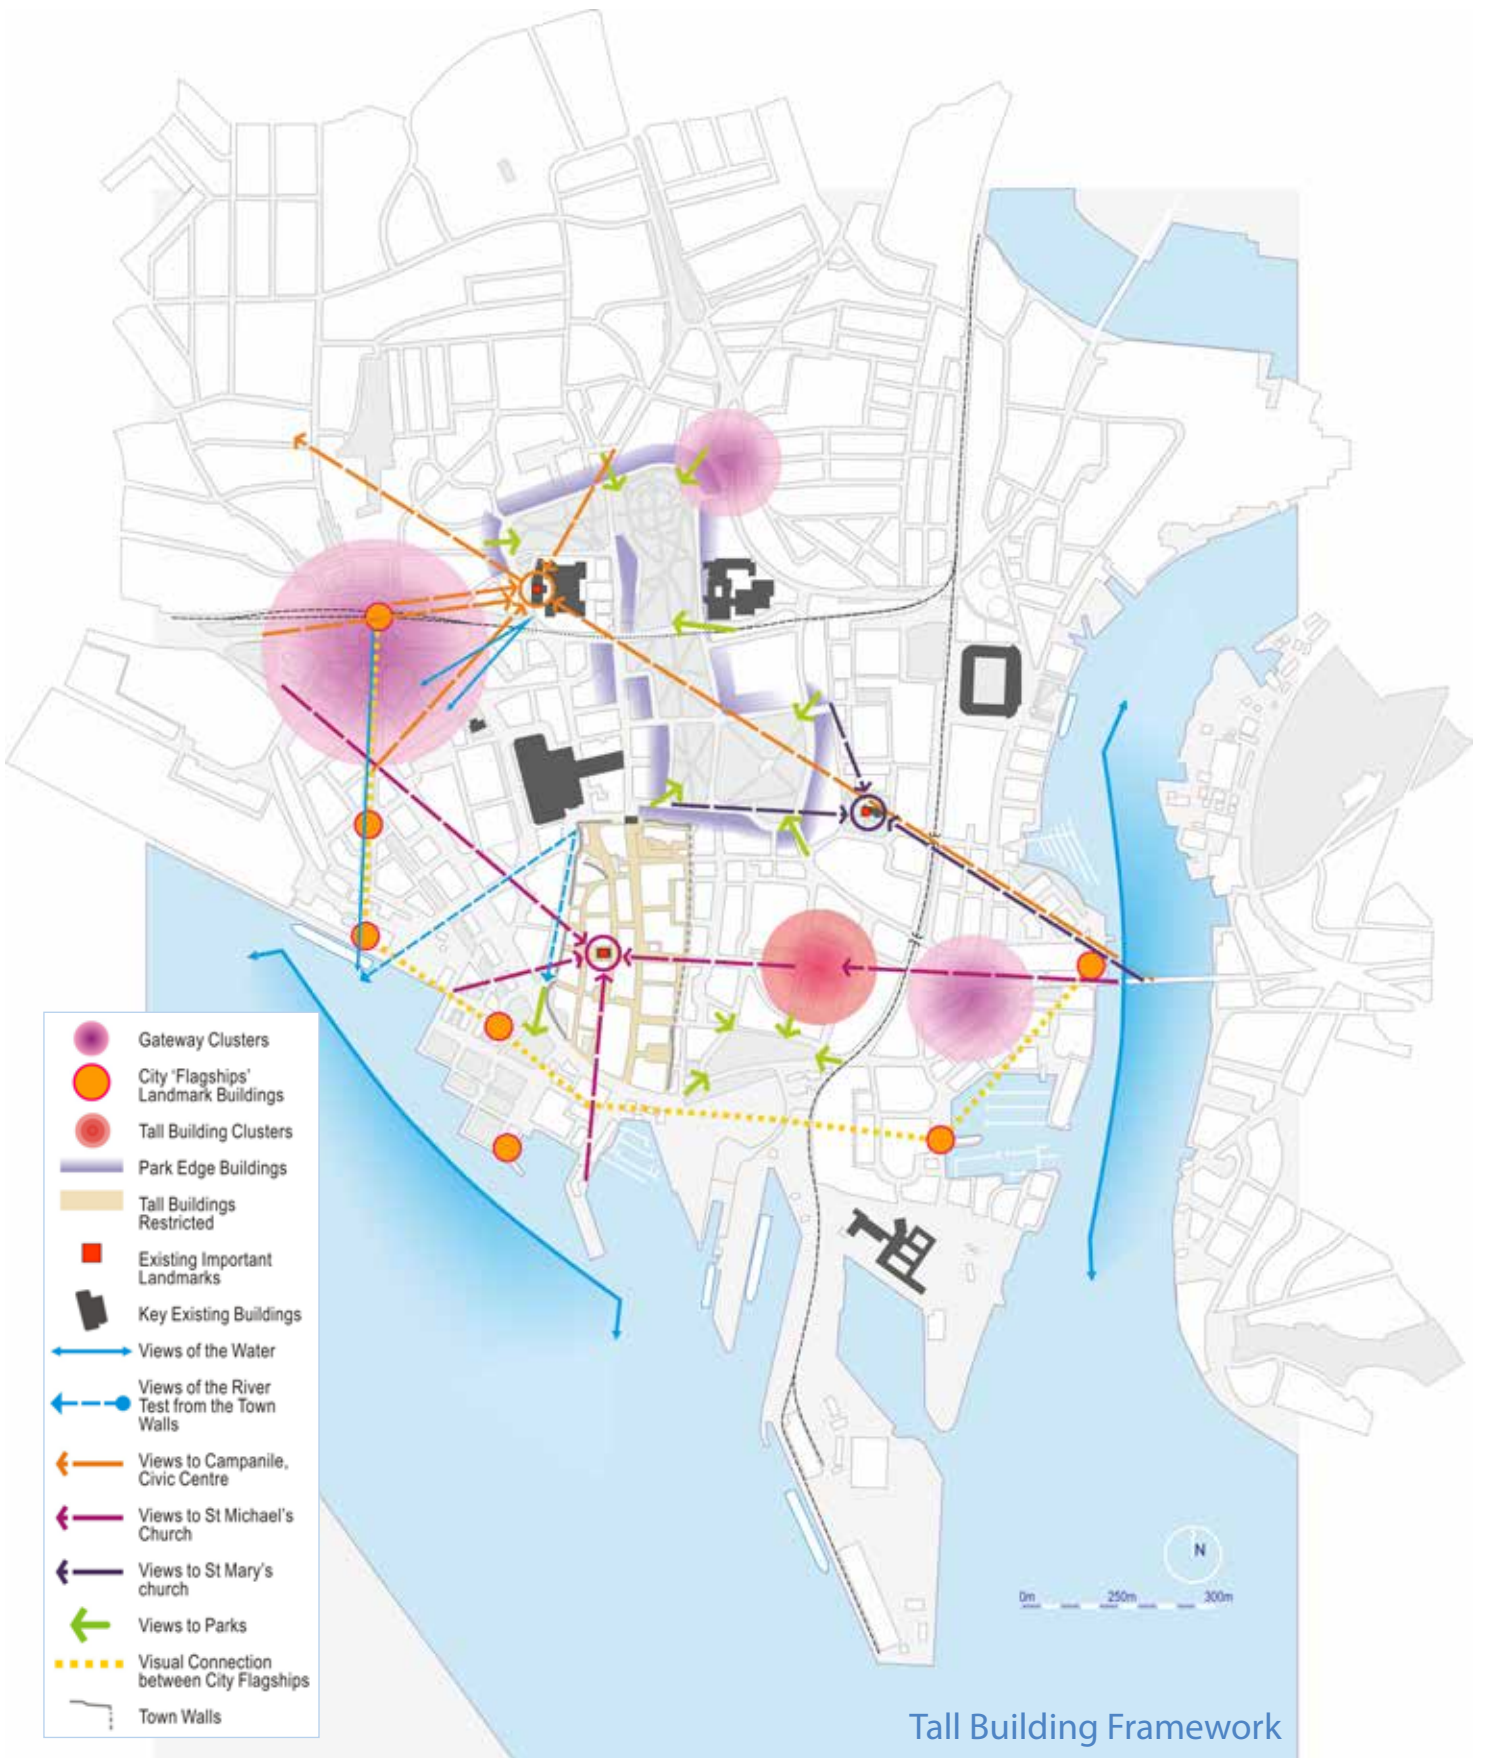 Gateway Clusters
City ‘Flagships’
Landmark Buildings
Tall Building Clusters
Park Edge Buildings
Tall Buildings
Restricted
Existing Important
Landmarks
Key Existing Buildings
Views of the Water
Views of the River
Test from the Town
Walls
Views to Campanile,
Civic Centre
Views to St Michael's
Church
Views to St Mary's
church
Views to Parks
Visual Connection
between City Flagships
Town Walls
N
0m 250m 300m
Tall Building Framework